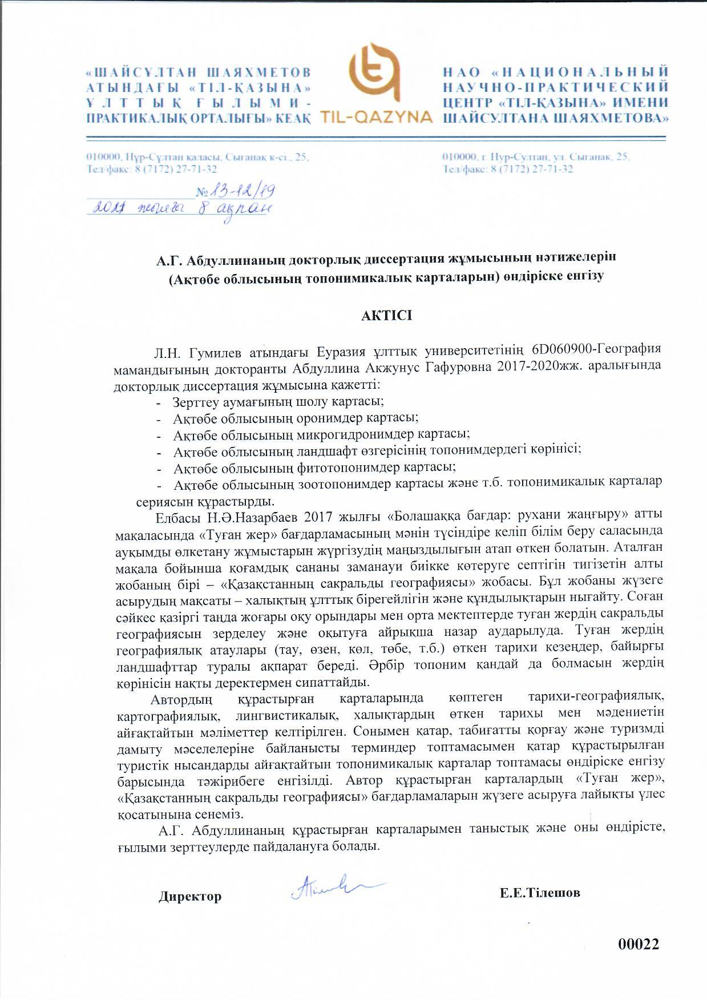 «ШАЙСҰЛТАН ШАЯХМЕТОВ
АТЫНДАҒЫ «ТІЛ-ҚАЗЫНА»
ҰЛТТЫҚ ҒЫЛЫМИ-
ПРАКТИКАЛЫҚ ОРТАЛЫҒЫ» КЕАҚ
TIL-QAZYNA
НАО «НАЦИОНАЛЬНЫЙ
НАУЧНО-ПРАКТИЧЕСКИЙ
ЦЕНТР «ТІЛ-ҚАЗЫНА» ИМЕНИ
ШАЙСУЛТАНА ШАЯХМЕТОВА»
010000, Нұр-Сұлтан қаласы, Сығанақ к-сі., 25,
Тел/факс: 8 (7172) 27-71-32
010000, г. Нур-Султан, ул. Сыганак, 25,
Тел/факс: 8 (7172) 27-71-32
№ 13-12/19
2021 жылғы 8 ақпан
А.Г. Абдуллинаның докторлық диссертация жұмысының нәтижелерін
(Ақтөбе облысының топонимикалық карталарын) өндіріске енгізу
АКТІСІ
Л.Н. Гумилев атындағы Еуразия ұлттық университетінің 6D060900-География
мамандығының докторанты Абдуллина Акжунус Гафуровна 2017-2020жж. аралығында
докторлық диссертация жұмысына қажетті:
- Зерттеу аумағының шолу картасы;
- Ақтөбе облысының оронимдер картасы;
- Ақтөбе облысының микрогидронимдер картасы;
- Ақтөбе облысының ландшафт өзгерісінің топонимдердегі көрінісі;
- Ақтөбе облысының фитотопонимдер картасы;
- Ақтөбе облысының зоотопонимдер картасы және т.б. топонимикалық карталар
сериясын құрастырды.
Елбасы Н.Ә.Назарбаев 2017 жылғы «Болашаққа бағдар: рухани жаңғыру» атты
мақаласында «Туған жер» бағдарламасының мәнін түсіндіре келіп білім беру саласында
ауқымды өлкетану жұмыстарын жүргізудің маңыздылығын атап өткен болатын. Аталған
мақала бойынша қоғамдық сананы заманауи биікке көтеруге септігін тигізетін алты
жобаның бірі – «Қазақстанның сакральды географиясы» жобасы. Бұл жобаны жүзеге
асырудың мақсаты – халықтың ұлттық бірегейлігін және құндылықтарын нығайту. Соған
сәйкес қазіргі таңда жоғары оқу орындары мен орта мектептерде туған жердің сакральды
географиясын зерделеу және оқытуға айрықша назар аударылуда. Туған жердің
географиялық атаулары (тау, өзен, көл, төбе, т.б.) өткен тарихи кезеңдер, байырғы
ландшафттар туралы ақпарат береді. Әрбір топоним қандай да болмасын жердің
көрінісін нақты деректермен сипаттайды.
Автордың құрастырған карталарында көптеген тарихи-географиялық,
картографиялық, лингвистикалық, халықтардың өткен тарихы мен мәдениетін
айғақтайтын мәліметтер келтірілген. Сонымен қатар, табиғатты қорғау және туризмді
дамыту мәселелеріне байланысты терминдер топтамасымен қатар құрастырылған
туристік нысандарды айғақтайтын топонимикалық карталар топтамасы өндіріске енгізу
барысында тәжірибеге енгізілді. Автор құрастырған карталардың «Туған жер»,
«Қазақстанның сакральды географиясы» бағдарламаларын жүзеге асыруға лайықты үлес
қосатынына сенеміз.
А.Г. Абдуллинаның құрастырған карталарымен таныстық және оны өндірісте,
ғылыми зерттеулерде пайдалануға болады.
Директор
Е.Е.Тілешов
00022